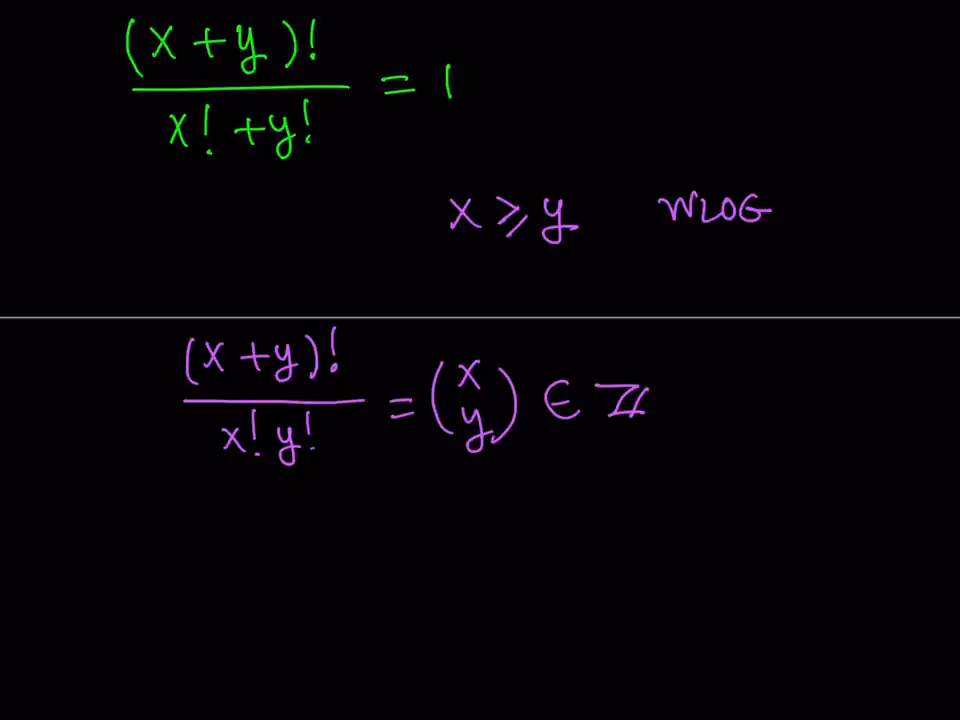 (x + y)! / x! + y! = 1
x ⩾ y WLOG
(x + y)! / x! y! = (x y) ∈ ℤ